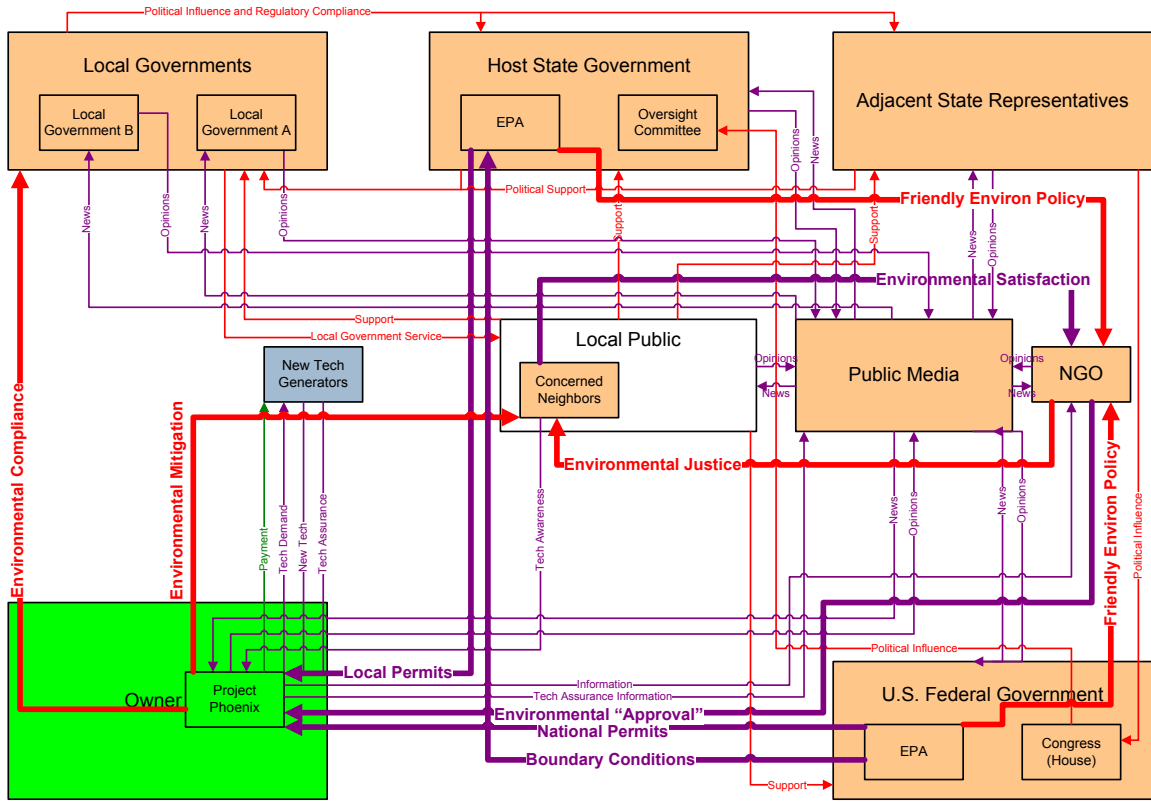 Political Influence and Regulatory Compliance
Local Governments
Host State Government
Adjacent State Representatives
Local
Government B
Local
Government A
EPA
Oversight
Committee
Opinions
News
Political Support
News
Opinions
News
Opinions
Support
Support
News
Opinions
Friendly Environ Policy
Environmental Satisfaction
Support
Local Government Service
Local Public
New Tech
Generators
Concerned
Neighbors
Opinions
News
Public Media
Opinions
News
NGO
Environmental Compliance
Environmental Mitigation
Environmental Justice
Payment
Tech Demand
New Tech
Tech Assurance
Tech Awareness
News
Opinions
News
Opinions
Friendly Environ Policy
Political Influence
Political Influence
Local Permits
Owner
Project
Phoenix
Information
Tech Assurance Information
Environmental “Approval”
National Permits
Boundary Conditions
U.S. Federal Government
EPA
Congress
(House)
Support